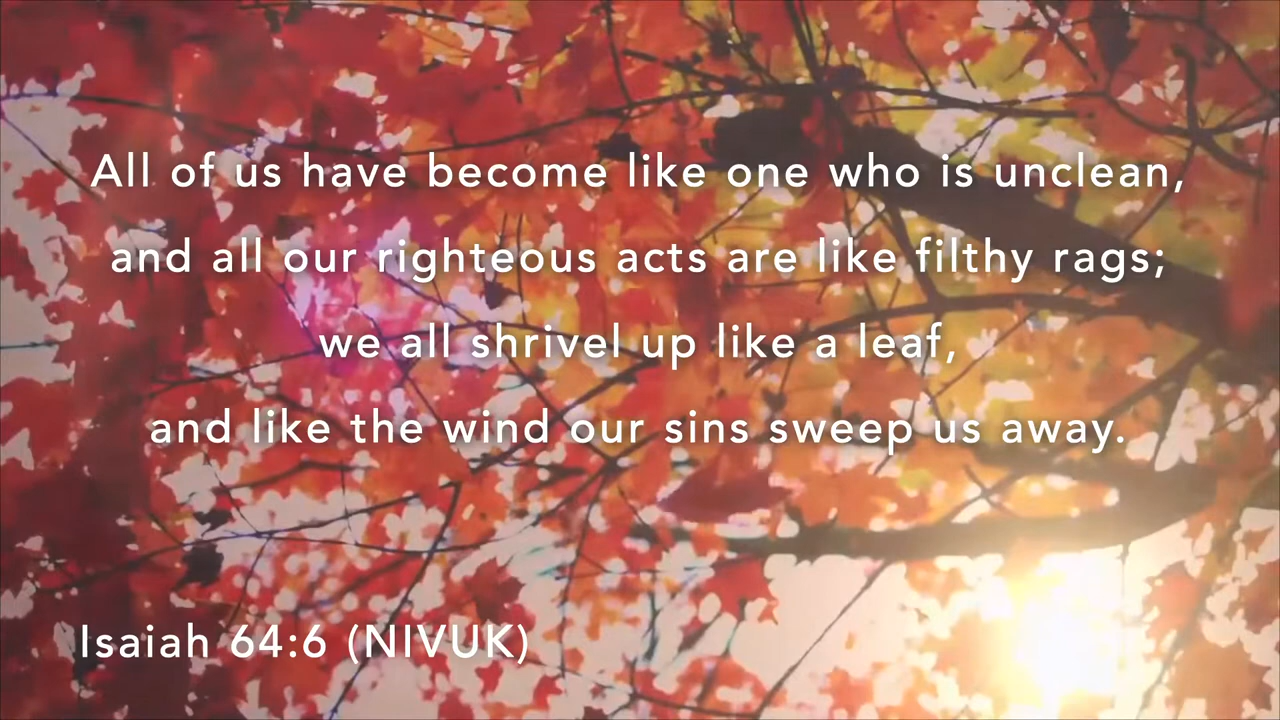 All of us have become like one who is unclean,
and all our righteous acts are like filthy rags;
we all shrivel up like a leaf,
and like the wind our sins sweep us away.
Isaiah 64:6 (NIVUK)